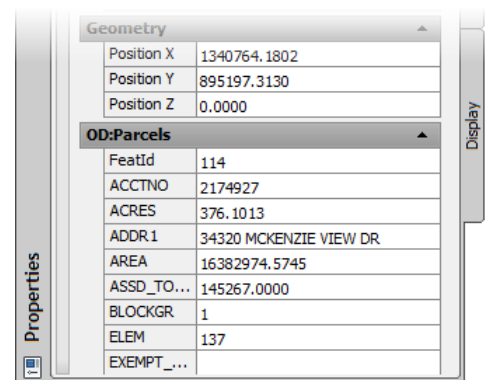 Geometry
Position X 1340764.1802
Position Y 895197.3130
Position Z 0.0000
OD:Parcels
FeatId 114
ACCTNO 2174927
ACRES 376.1013
ADDR1 34320 MCKENZIE VIEW DR
AREA 16382974.5745
ASSD_TO... 145267.0000
BLOCKGR 1
ELEM 137
EXEMPT_...
Properties
Display